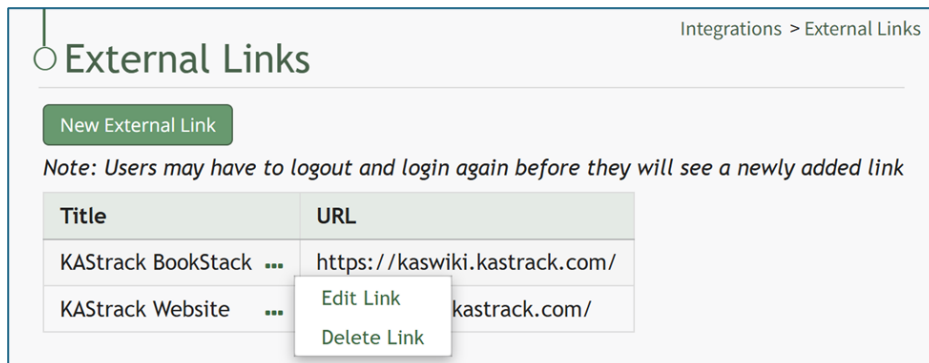 Integrations > External Links
External Links
New External Link
Note: Users may have to logout and login again before they will see a newly added link
Title URL
KAStrack BookStack ... https://kaswiki.kastrack.com/
KAStrack Website ... kastrack.com/
Edit Link
Delete Link